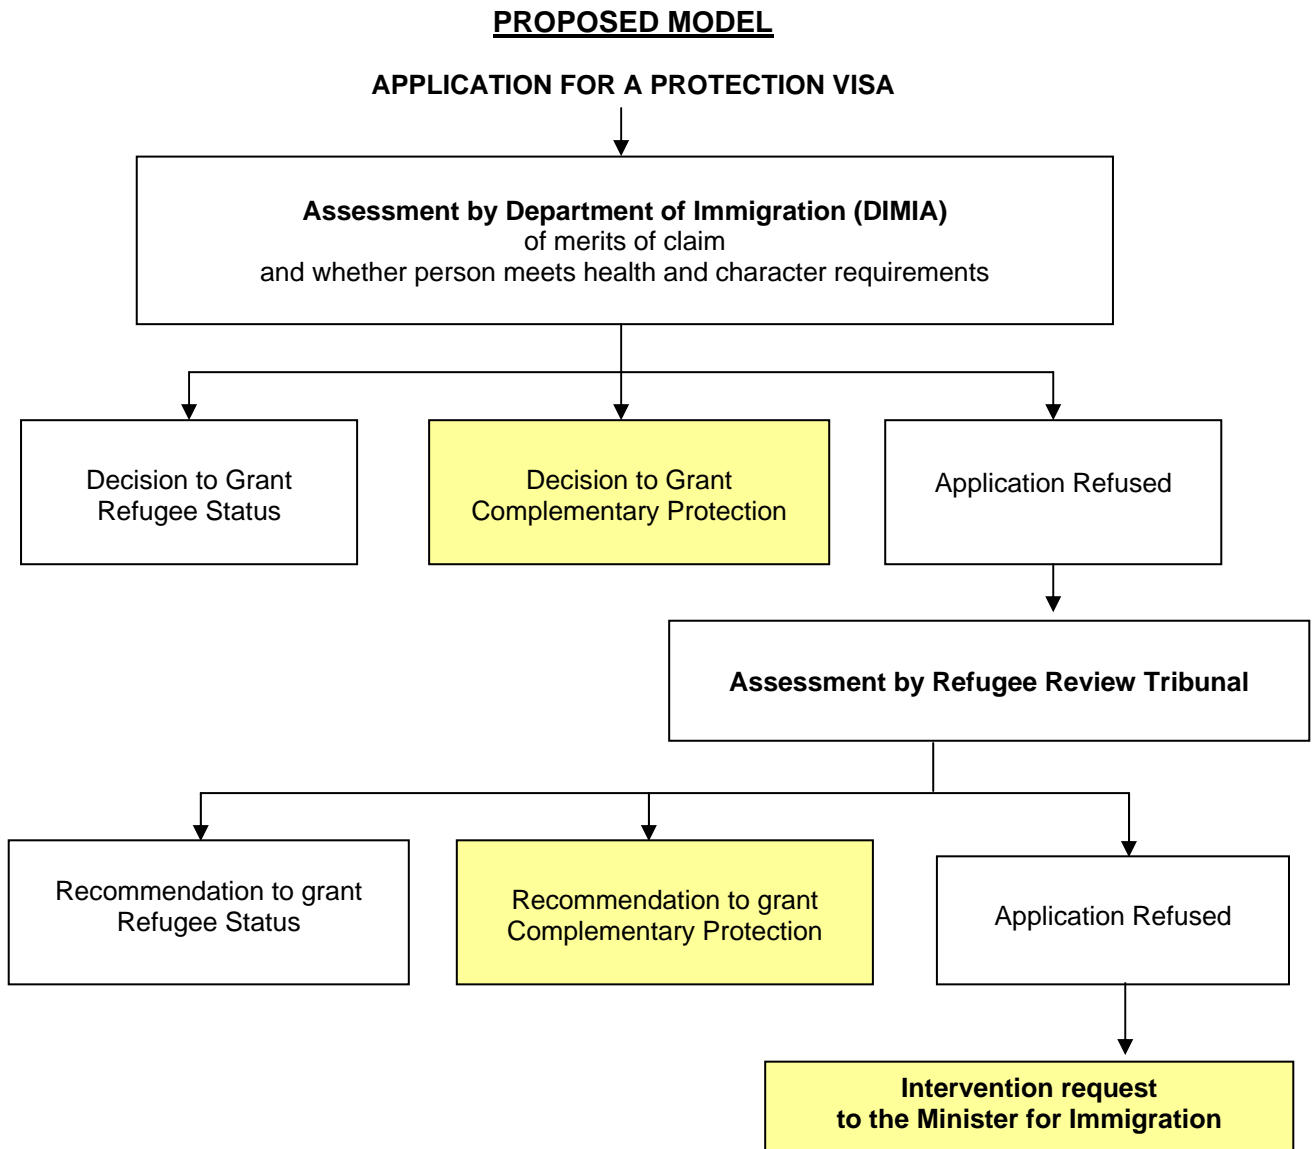 PROPOSED MODEL
APPLICATION FOR A PROTECTION VISA
Assessment by Department of Immigration (DIMIA)
of merits of claim
and whether person meets health and character requirements
Decision to Grant
Refugee Status
Decision to Grant
Complementary Protection
Application Refused
Assessment by Refugee Review Tribunal
Recommendation to grant
Refugee Status
Recommendation to grant
Complementary Protection
Application Refused
Intervention request
to the Minister for Immigration